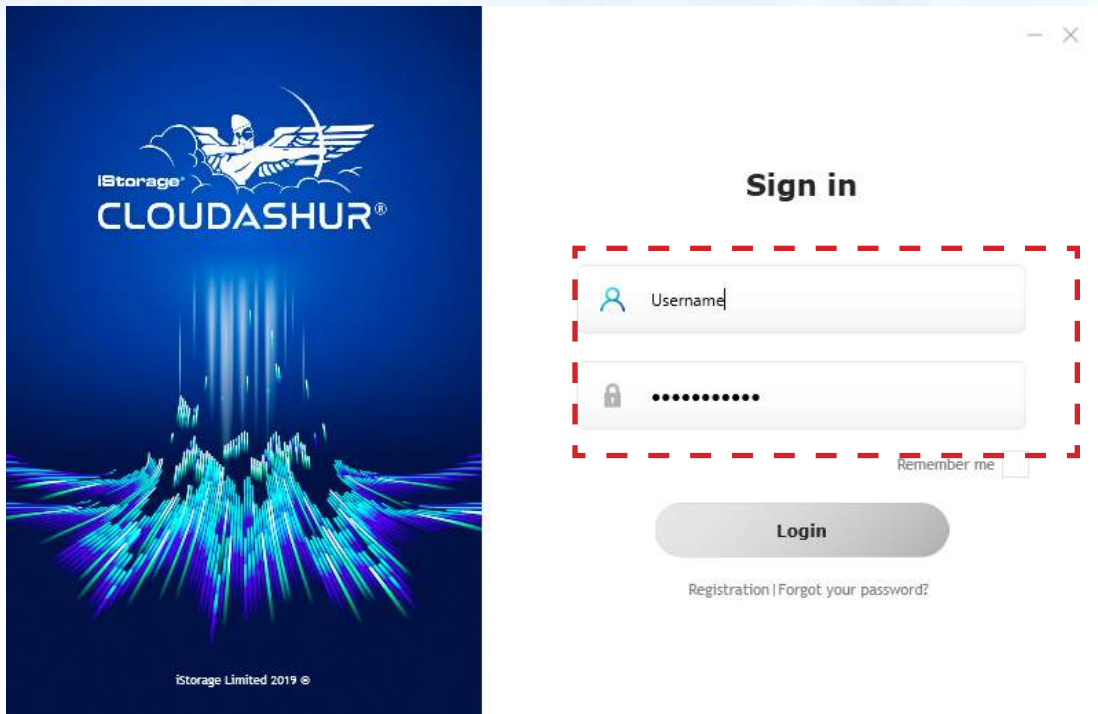 iStorage®
CLOUDASHUR®
iStorage Limited 2019 ®
Sign in
Username
•••••••••••
Remember me
Login
Registration|Forgot your password?